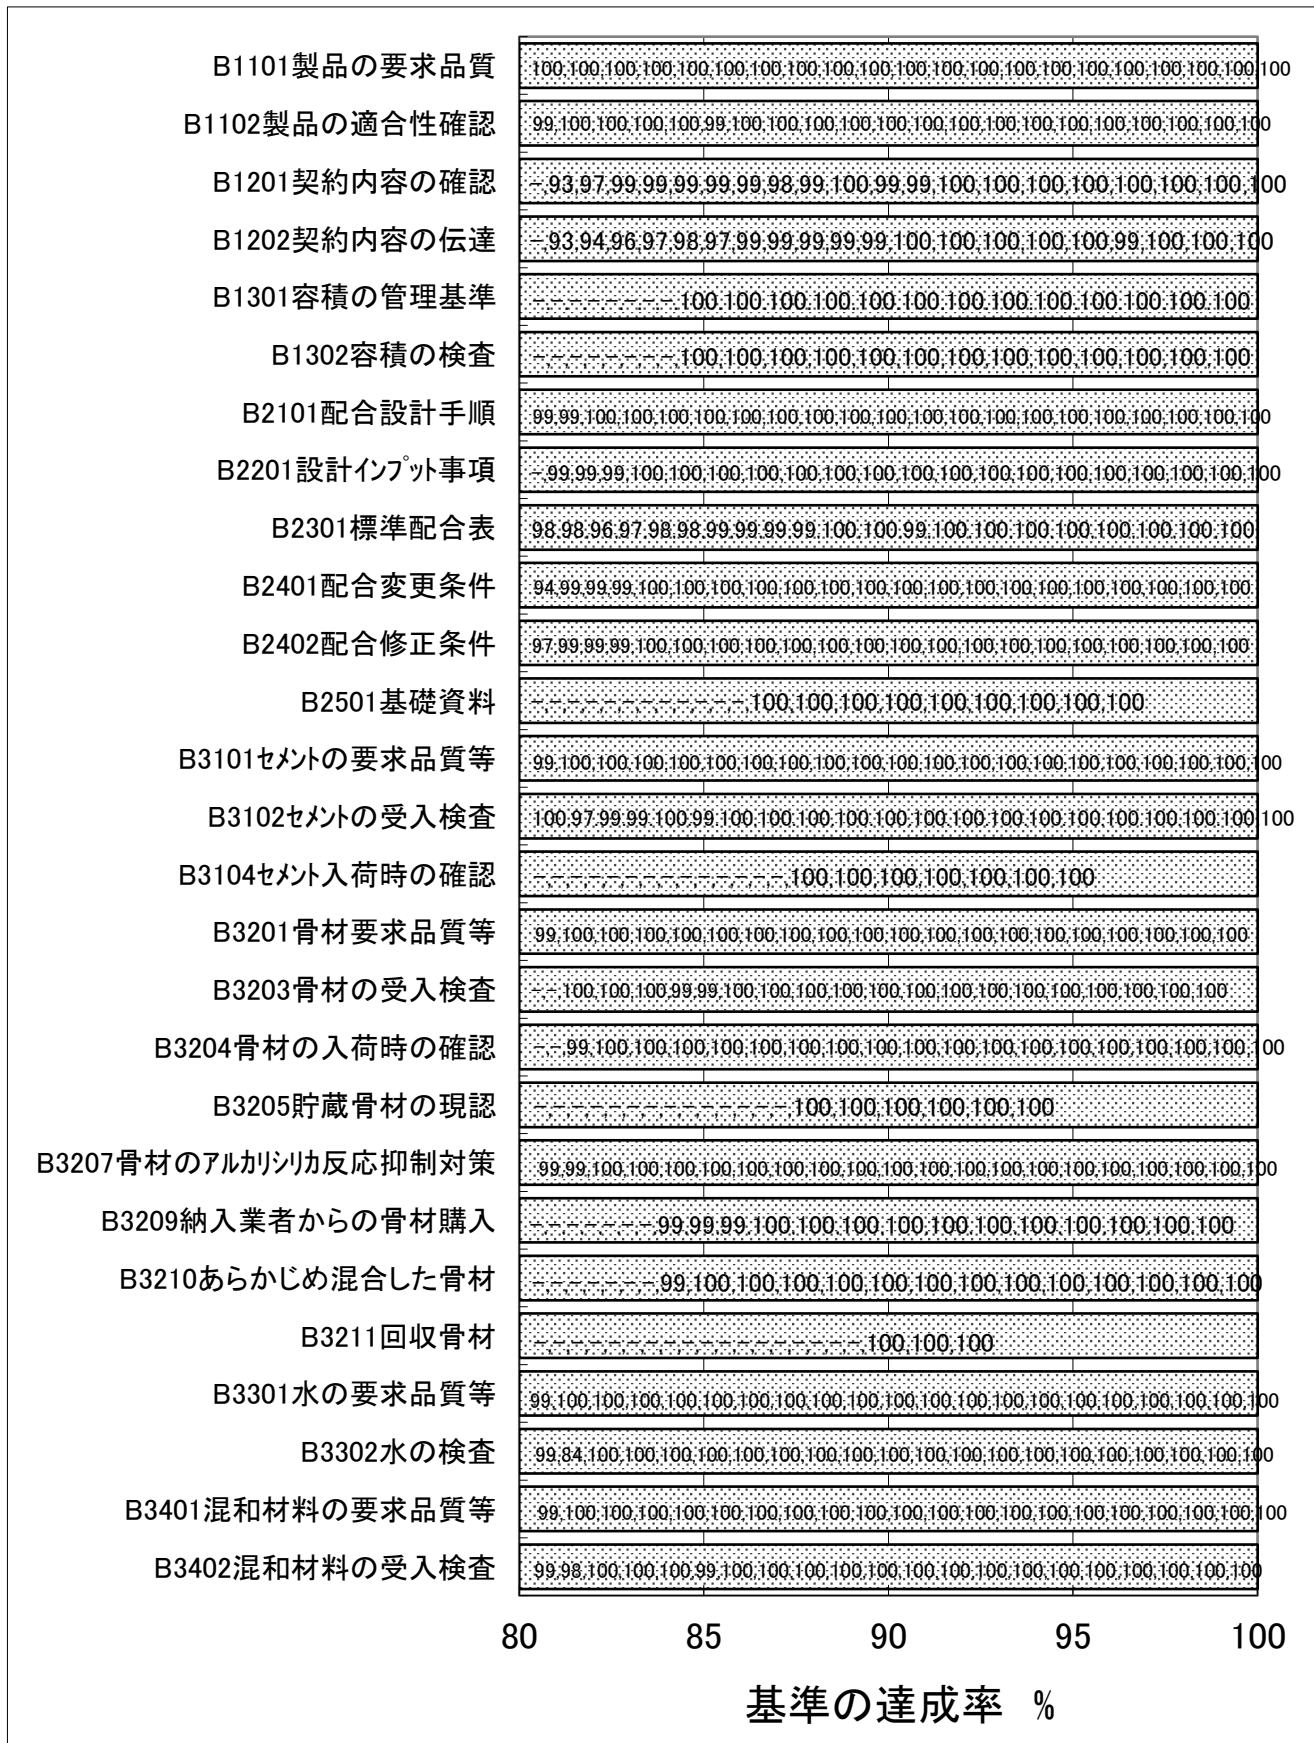 B1101製品の要求品質 100,100,100,100,100,100,100,100,100,100,100,100,100,100,100,100,100,100,100,100,100
B1102製品の適合性確認 99,100,100,100,100,99,100,100,100,100,100,100,100,100,100,100,100,100,100,100,100
B1201契約内容の確認 -,93,97,99,99,99,99,99,98,99,100,99,99,100,100,100,100,100,100,100,100
B1202契約内容の伝達 -,93,94,96,97,98,97,99,99,99,99,99,100,100,100,100,100,99,100,100,100
B1301容積の管理基準 -,-,-,-,-,-,-,-,100,100,100,100,100,100,100,100,100,100,100,100,100
B1302容積の検査 -,-,-,-,-,-,-,-,100,100,100,100,100,100,100,100,100,100,100,100,100
B2101配合設計手順 99,99,100,100,100,100,100,100,100,100,100,100,100,100,100,100,100,100,100,100,100
B2201設計ｲﾝﾌﾟｯﾄ事項 -,99,99,99,100,100,100,100,100,100,100,100,100,100,100,100,100,100,100,100,100
B2301標準配合表 98,98,96,97,98,98,99,99,99,99,100,100,99,100,100,100,100,100,100,100,100
B2401配合変更条件 94,99,99,99,100,100,100,100,100,100,100,100,100,100,100,100,100,100,100,100,100
B2402配合修正条件 97,99,99,99,100,100,100,100,100,100,100,100,100,100,100,100,100,100,100,100,100
B2501基礎資料 -,-,-,-,-,-,-,-,-,-,-,-,100,100,100,100,100,100,100,100,100
B3101ｾﾒﾝﾄの要求品質等 99,100,100,100,100,100,100,100,100,100,100,100,100,100,100,100,100,100,100,100,100
B3102ｾﾒﾝﾄの受入検査 100,97,99,99,100,99,100,100,100,100,100,100,100,100,100,100,100,100,100,100,100
B3104ｾﾒﾝﾄ入荷時の確認 -,-,-,-,-,-,-,-,-,-,-,-,-,-,100,100,100,100,100,100,100
B3201骨材要求品質等 99,100,100,100,100,100,100,100,100,100,100,100,100,100,100,100,100,100,100,100
B3203骨材の受入検査 -,-,100,100,100,99,99,100,100,100,100,100,100,100,100,100,100,100,100,100,100
B3204骨材の入荷時の確認 -,-,99,100,100,100,100,100,100,100,100,100,100,100,100,100,100,100,100,100,100
B3205貯蔵骨材の現認 -,-,-,-,-,-,-,-,-,-,-,-,-,-,100,100,100,100,100,100
B3207骨材のｱﾙｶﾘｼﾘｶ反応抑制対策 99,99,100,100,100,100,100,100,100,100,100,100,100,100,100,100,100,100,100,100,100
B3209納入業者からの骨材購入 -,-,-,-,-,-,-,99,99,99,100,100,100,100,100,100,100,100,100,100,100
B3210あらかじめ混合した骨材 -,-,-,-,-,-,-,99,100,100,100,100,100,100,100,100,100,100,100,100,100
B3211回収骨材 -,-,-,-,-,-,-,-,-,-,-,-,-,-,-,-,-,-,100,100,100
B3301水の要求品質等 99,100,100,100,100,100,100,100,100,100,100,100,100,100,100,100,100,100,100,100,100
B3302水の検査 99,84,100,100,100,100,100,100,100,100,100,100,100,100,100,100,100,100,100,100,100
B3401混和材料の要求品質等 99,100,100,100,100,100,100,100,100,100,100,100,100,100,100,100,100,100,100,100,100
B3402混和材料の受入検査 99,98,100,100,100,99,100,100,100,100,100,100,100,100,100,100,100,100,100,100,100
80 85 90 95 100
基準の達成率 %